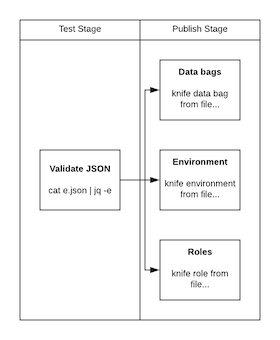 Test Stage
Publish Stage
Data bags
knife data bag
from file...
Validate JSON
cat e.json | jq -e
Environment
knife environment
from file...
Roles
knife role from
file...